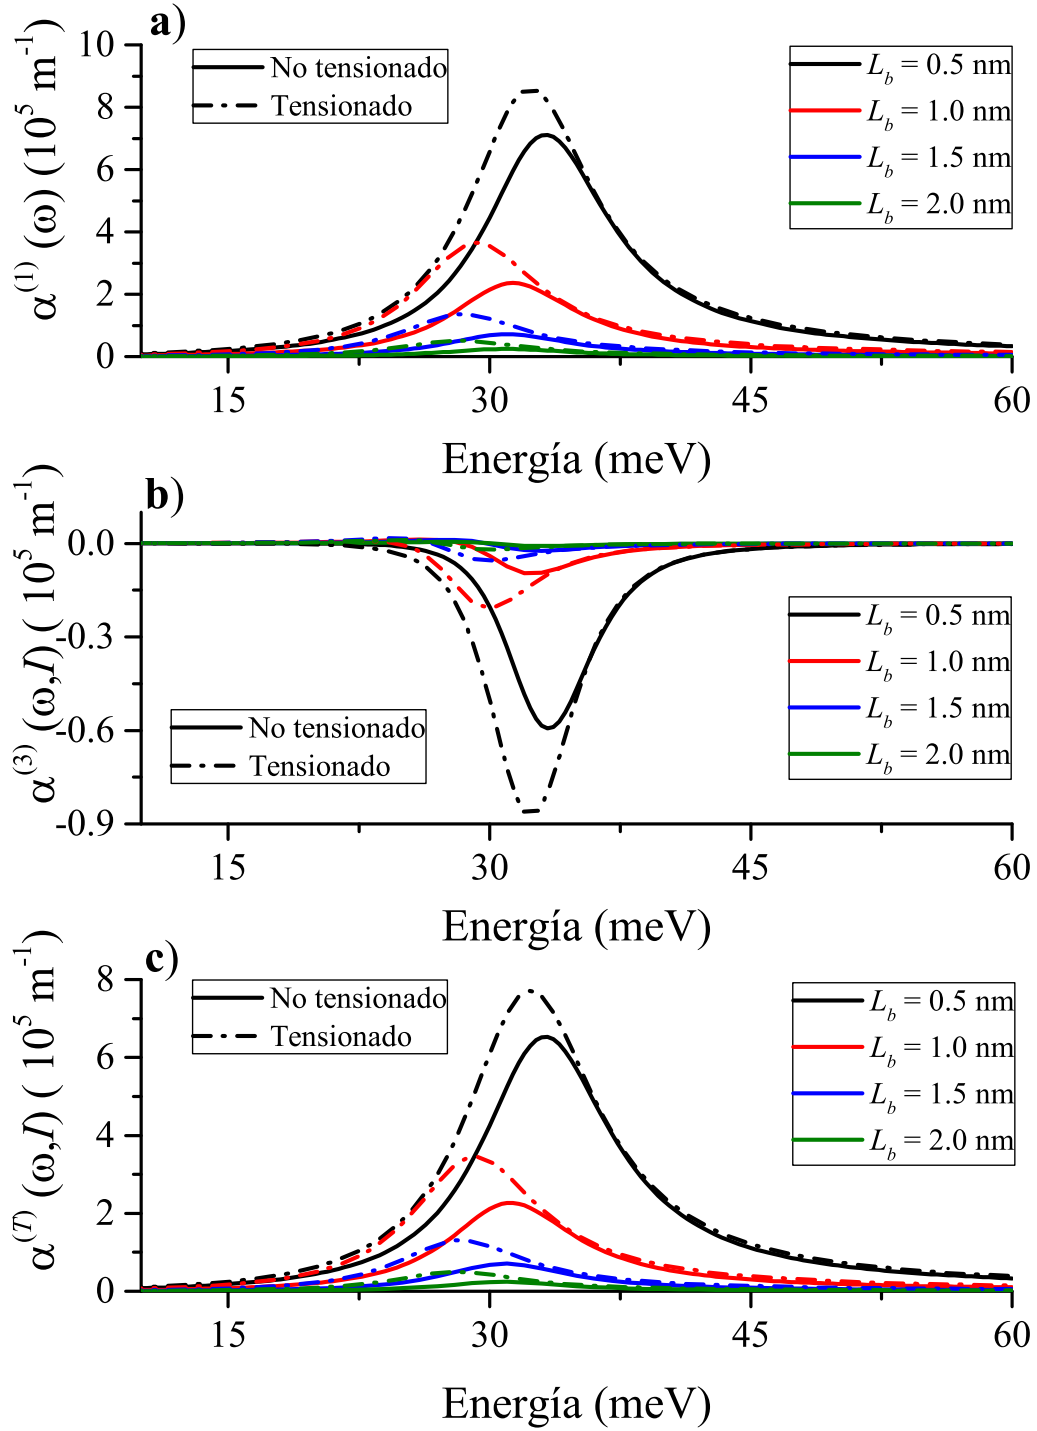 a)
α(1) (ω) (10^5 m^-1)
10
8
6
4
2
0
No tensionado
Tensionado
L_b = 0.5 nm
L_b = 1.0 nm
L_b = 1.5 nm
L_b = 2.0 nm
15 30 45 60
Energía (meV)
b)
α(3) (ω,I) ( 10^5 m^-1)
0.0
-0.3
-0.6
-0.9
No tensionado
Tensionado
L_b = 0.5 nm
L_b = 1.0 nm
L_b = 1.5 nm
L_b = 2.0 nm
15 30 45 60
Energía (meV)
c)
α(T) (ω,I) ( 10^5 m^-1)
8
6
4
2
0
No tensionado
Tensionado
L_b = 0.5 nm
L_b = 1.0 nm
L_b = 1.5 nm
L_b = 2.0 nm
15 30 45 60
Energía (meV)